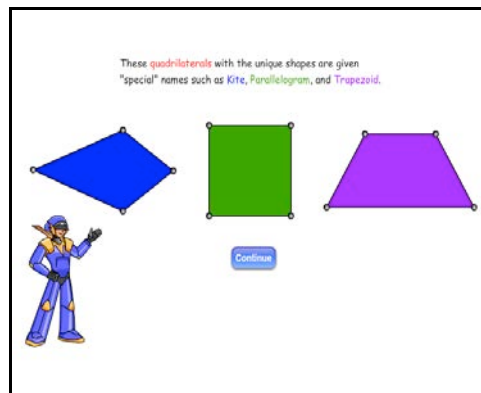 These quadrilaterals with the unique shapes are given
"special" names such as Kite, Parallelogram, and Trapezoid.
Continue